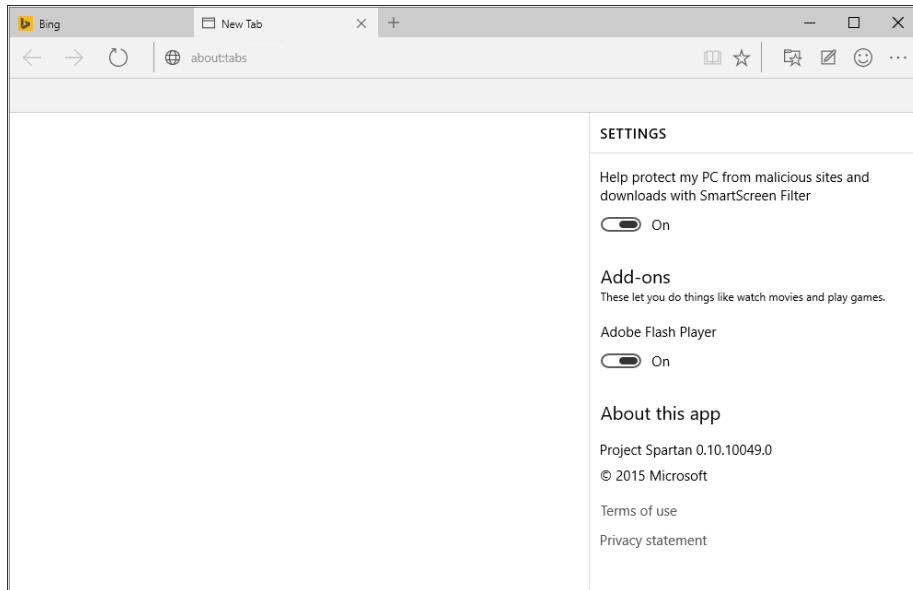 Bing
New Tab
about:tabs
SETTINGS
Help protect my PC from malicious sites and
downloads with SmartScreen Filter
On
Add-ons
These let you do things like watch movies and play games.
Adobe Flash Player
On
About this app
Project Spartan 0.10.10049.0
© 2015 Microsoft
Terms of use
Privacy statement